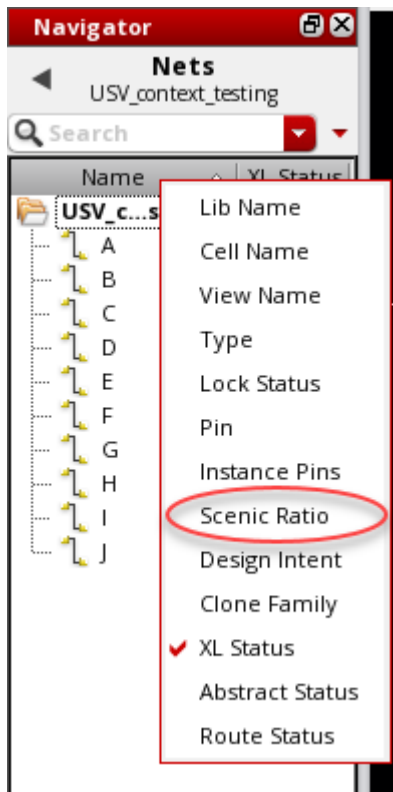 Navigator
Nets
USV_context_testing
Search
Name XL Status
USV_c...s
A
B
C
D
E
F
G
H
I
J
Lib Name
Cell Name
View Name
Type
Lock Status
Pin
Instance Pins
Scenic Ratio
Design Intent
Clone Family
XL Status
Abstract Status
Route Status